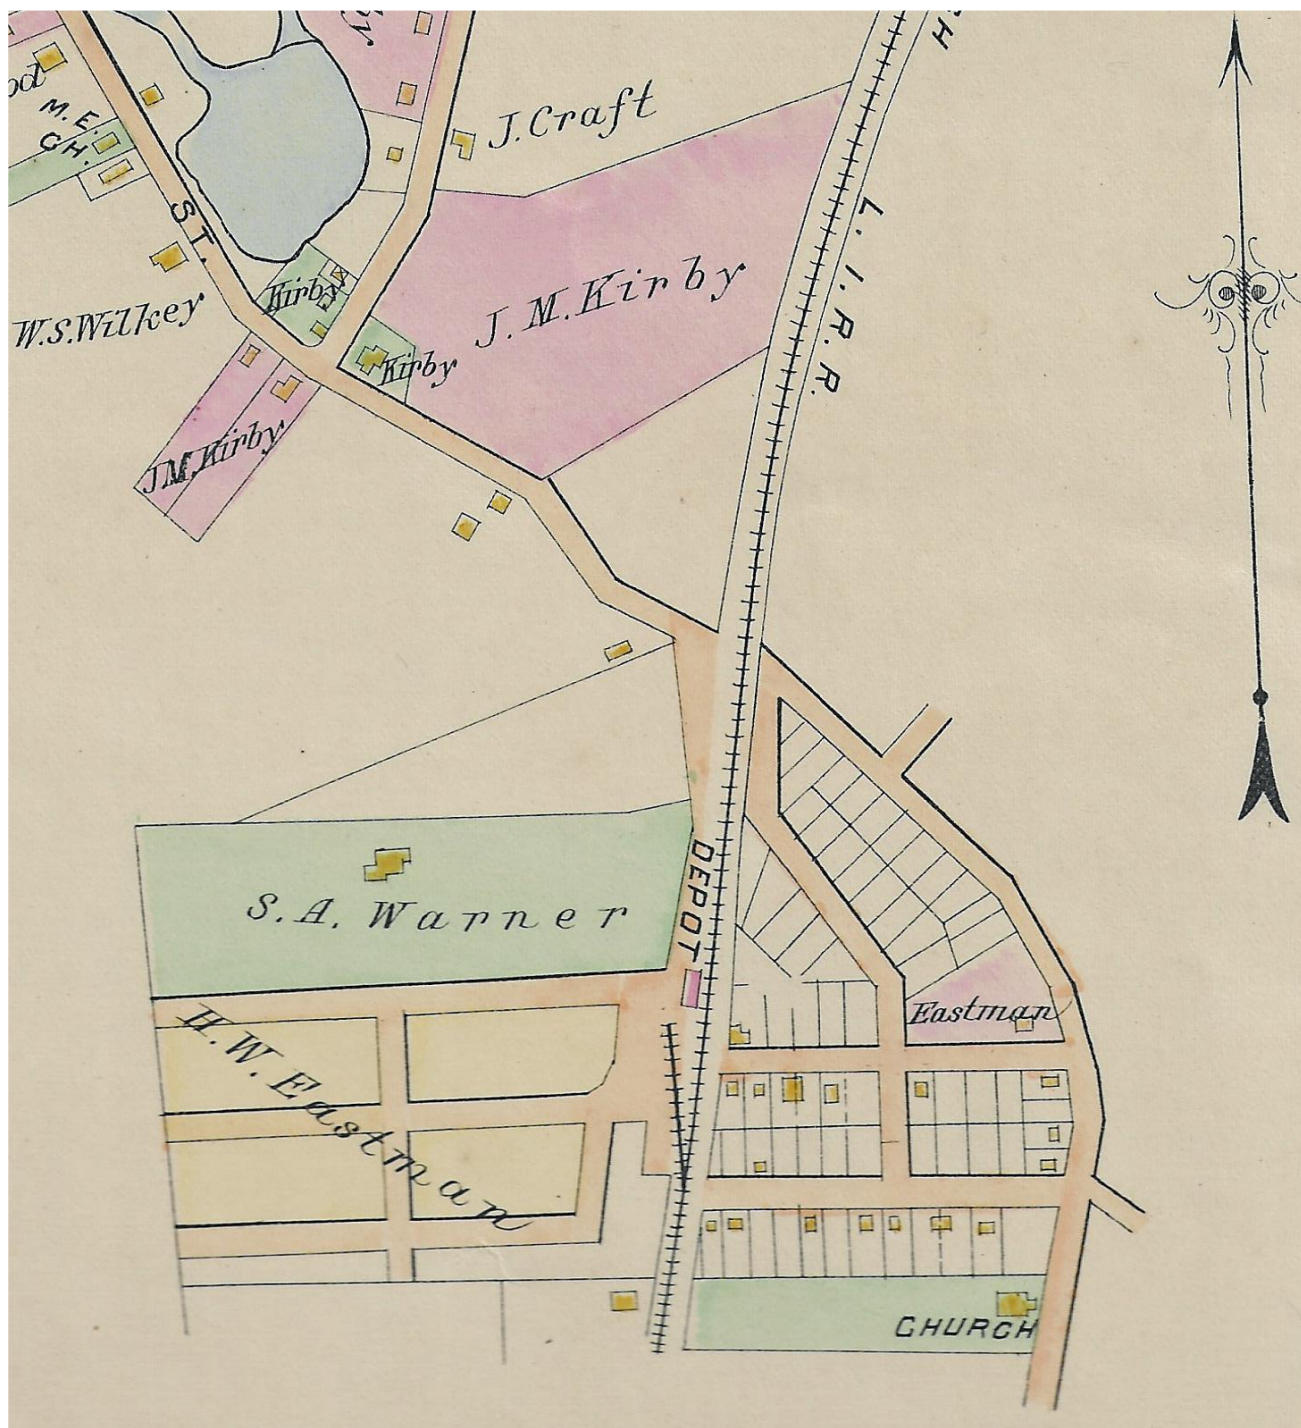 M.E.
CH.
ST.
J. Craft
H
L. I. R. R.
Kirby
J. M. Kirby
W.S. Wilkey
Kirby
J.M. Kirby
S. A. Warner
DEPOT
H. W. Eastman
Eastman
CHURCH